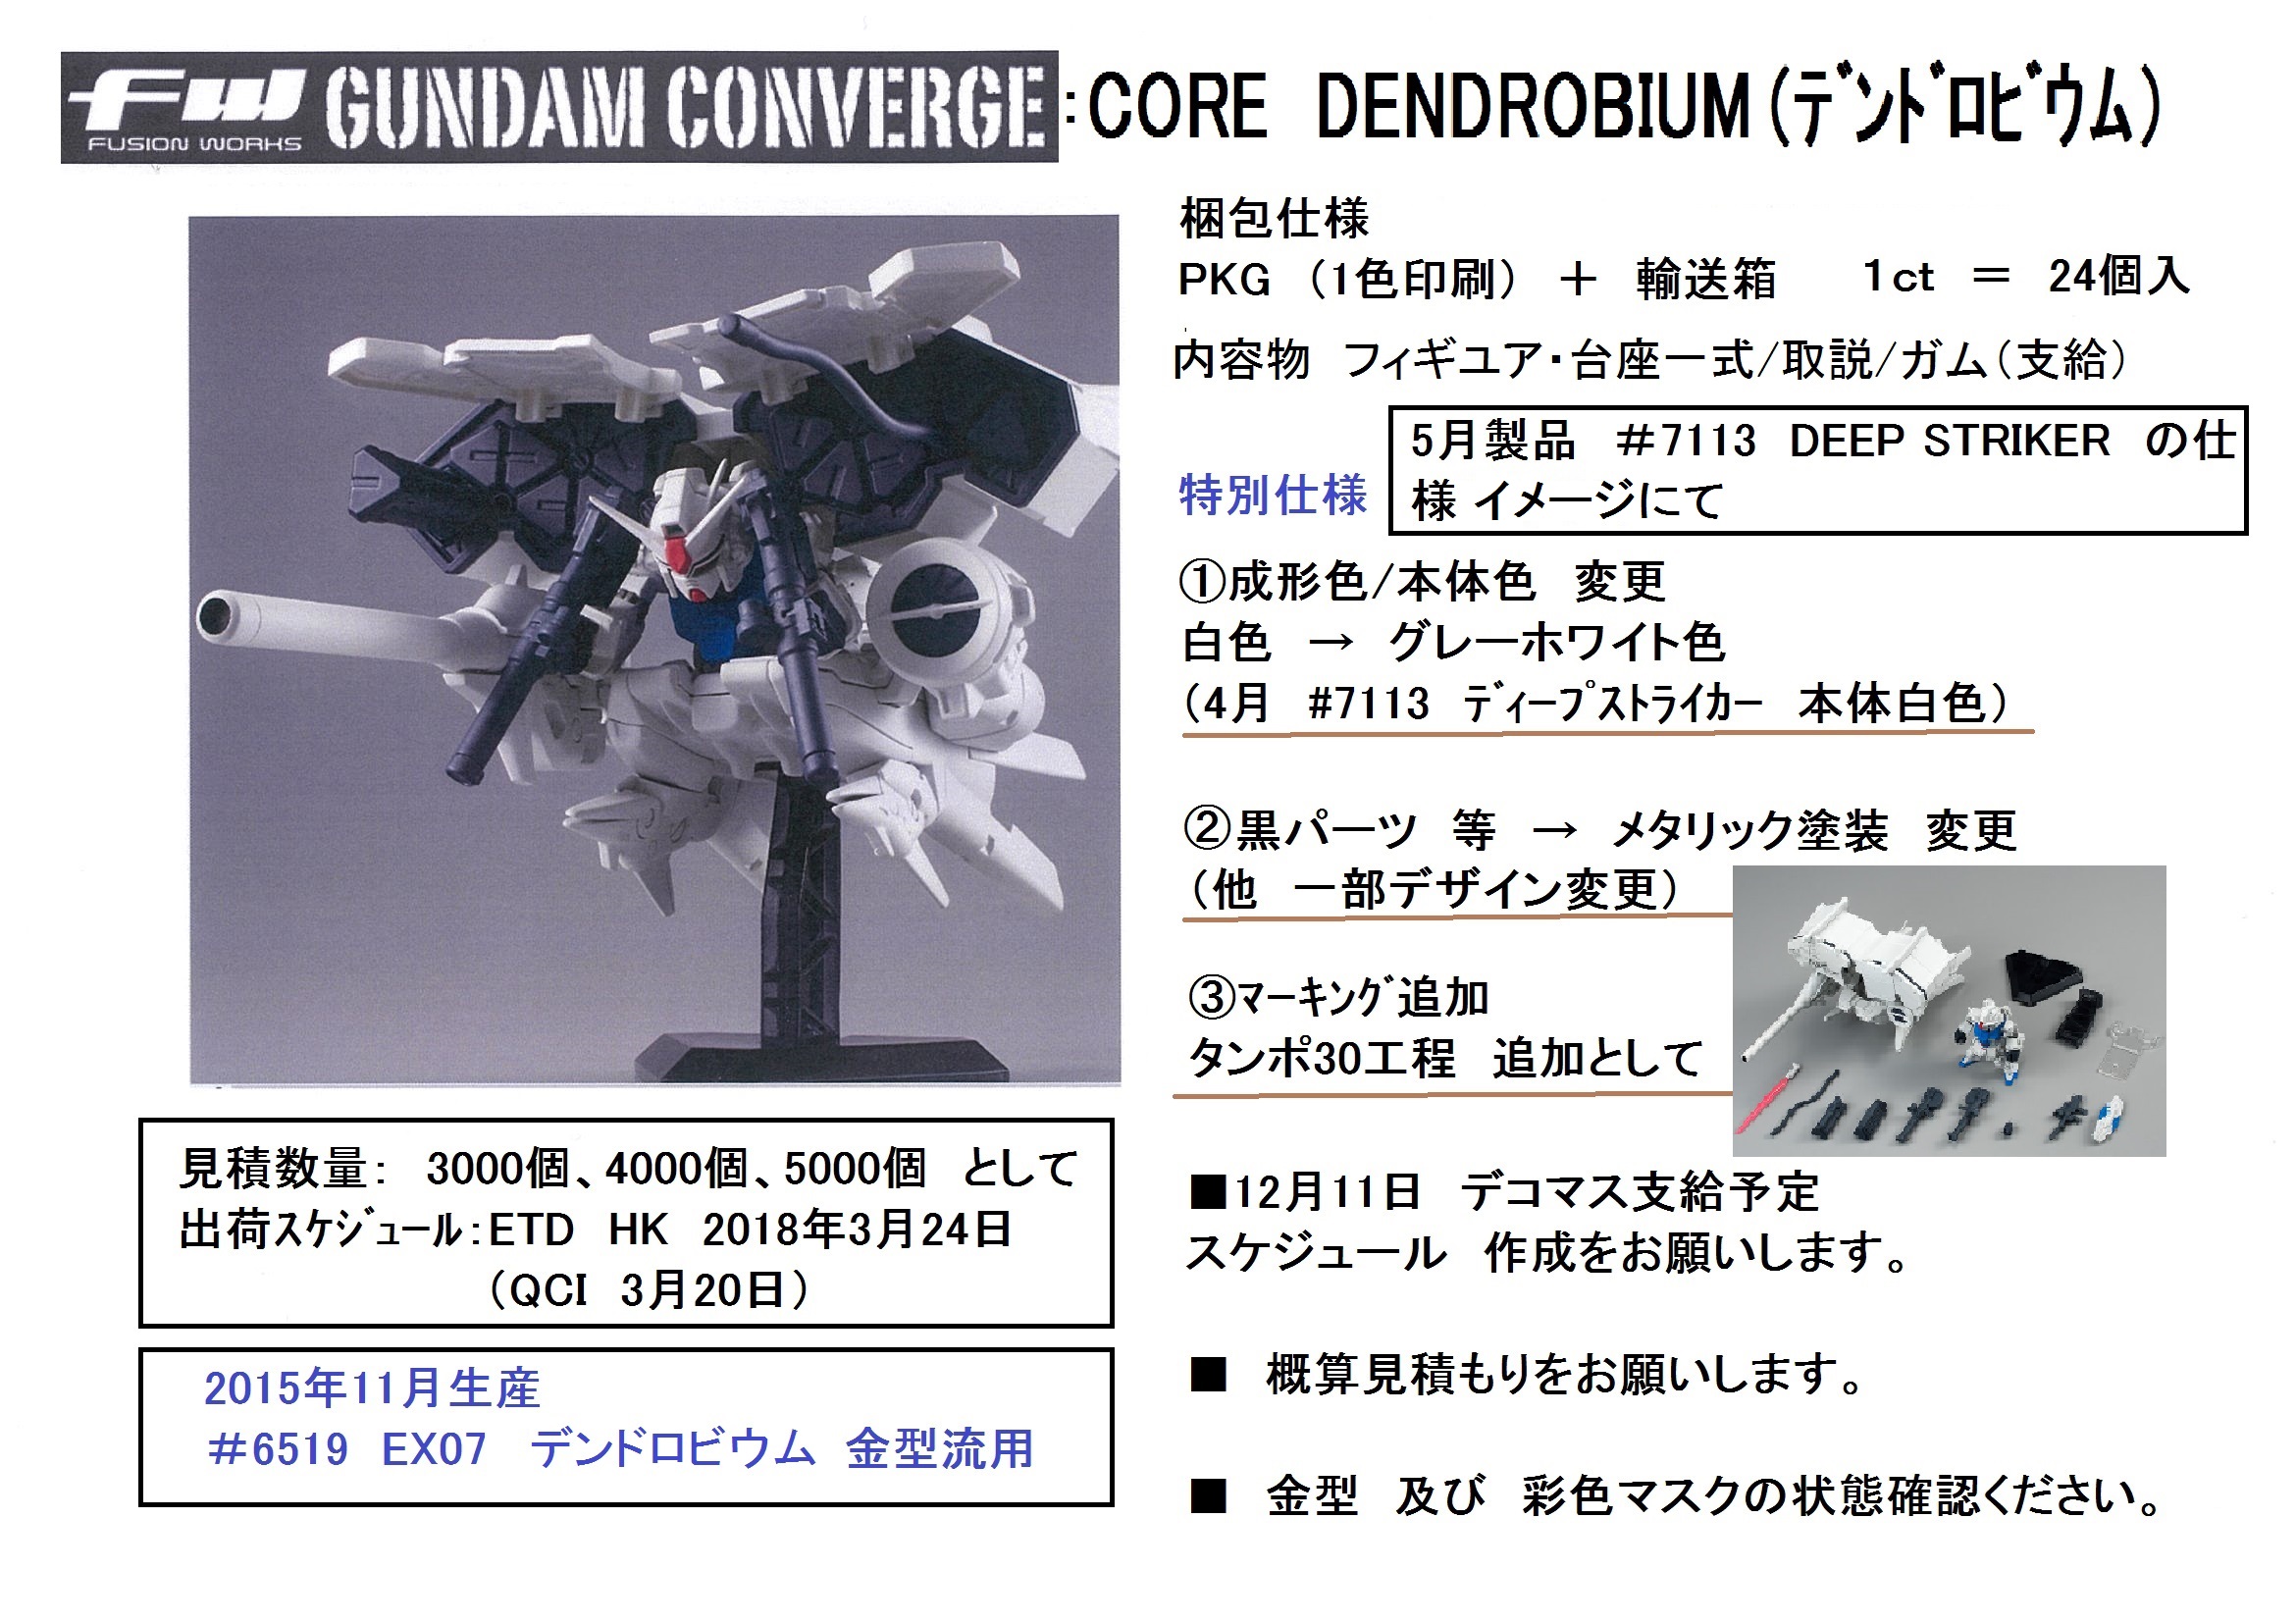 FW FUSION WORKS GUNDAM CONVERGE:CORE DENDROBIUM(ﾃﾞﾝﾄﾞﾛﾋﾞｳム)
梱包仕様
PKG (1色印刷) ＋ 輸送箱 1ct ＝ 24個入
内容物 フィギュア・台座一式/取説/ガム(支給)
特別仕様
5月製品 ＃7113 DEEP STRIKER の仕
様 イメージにて
①成形色/本体色 変更
白色 → グレーホワイト色
(4月 #7113 ﾃﾞｨｰﾌﾟｽﾄﾗｲｶｰ 本体白色)
②黒パーツ 等 → メタリック塗装 変更
(他 一部デザイン変更)
③ﾏｰｷﾝｸﾞ追加
タンポ30工程 追加として
■12月11日 デコマス支給予定
スケジュール 作成をお願いします。
■ 概算見積もりをお願いします。
■ 金型 及び 彩色マスクの状態確認ください。
見積数量: 3000個、4000個、5000個 として
出荷ｽｹｼﾞｭｰﾙ:ETD HK 2018年3月24日
(QCI 3月20日)
2015年11月生産
＃6519 EX07 デンドロビウム 金型流用